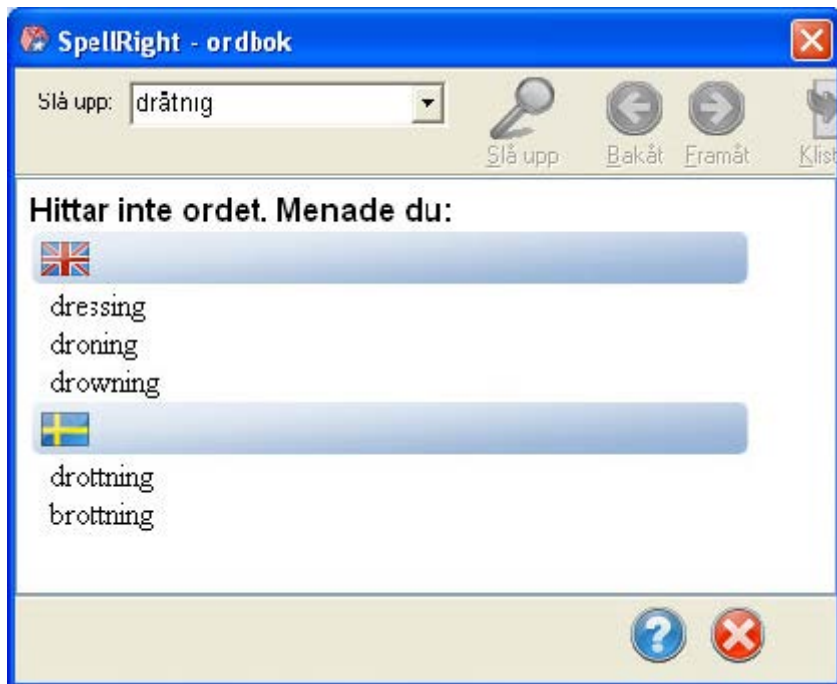 SpellRight - ordbok
Slå upp: dråtnig
Slå upp Bakåt Framåt Klist
Hittar inte ordet. Menade du:
dressing
droning
drowning
drottning
brottning
?